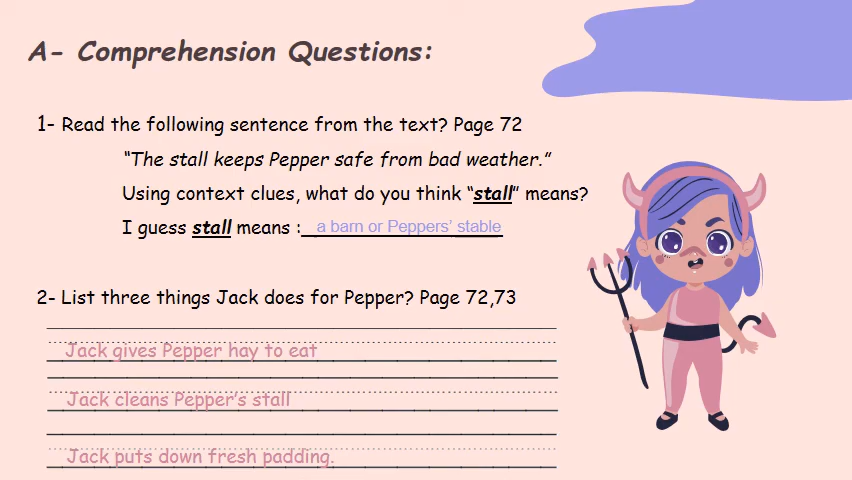 A- Comprehension Questions:
1- Read the following sentence from the text? Page 72
“The stall keeps Pepper safe from bad weather.”
Using context clues, what do you think “stall” means?
I guess stall means : a barn or Peppers’ stable
2- List three things Jack does for Pepper? Page 72,73
Jack gives Pepper hay to eat
Jack cleans Pepper’s stall
Jack puts down fresh padding.